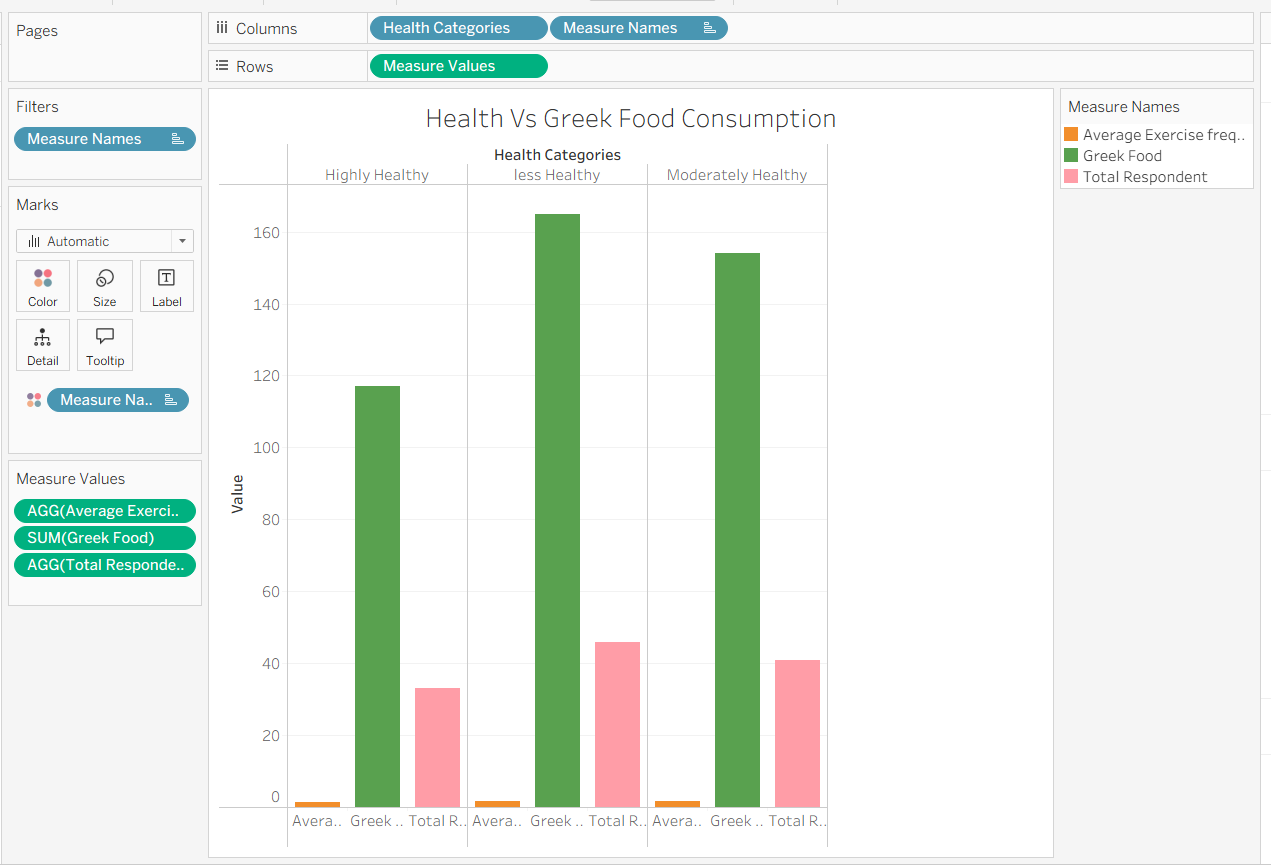 Pages
Columns
Health Categories
Measure Names
Rows
Measure Values
Filters
Measure Names
Marks
Automatic
Color
Size
Label
Detail
Tooltip
Measure Na..
Measure Values
AGG(Average Exerci..
SUM(Greek Food)
AGG(Total Responde..
Health Vs Greek Food Consumption
Health Categories
Highly Healthy
less Healthy
Moderately Healthy
160
140
120
100
80
60
40
20
0
Value
Avera..
Greek ..
Total R..
Avera..
Greek ..
Total R..
Avera..
Greek ..
Total R..
Measure Names
Average Exercise freq..
Greek Food
Total Respondent